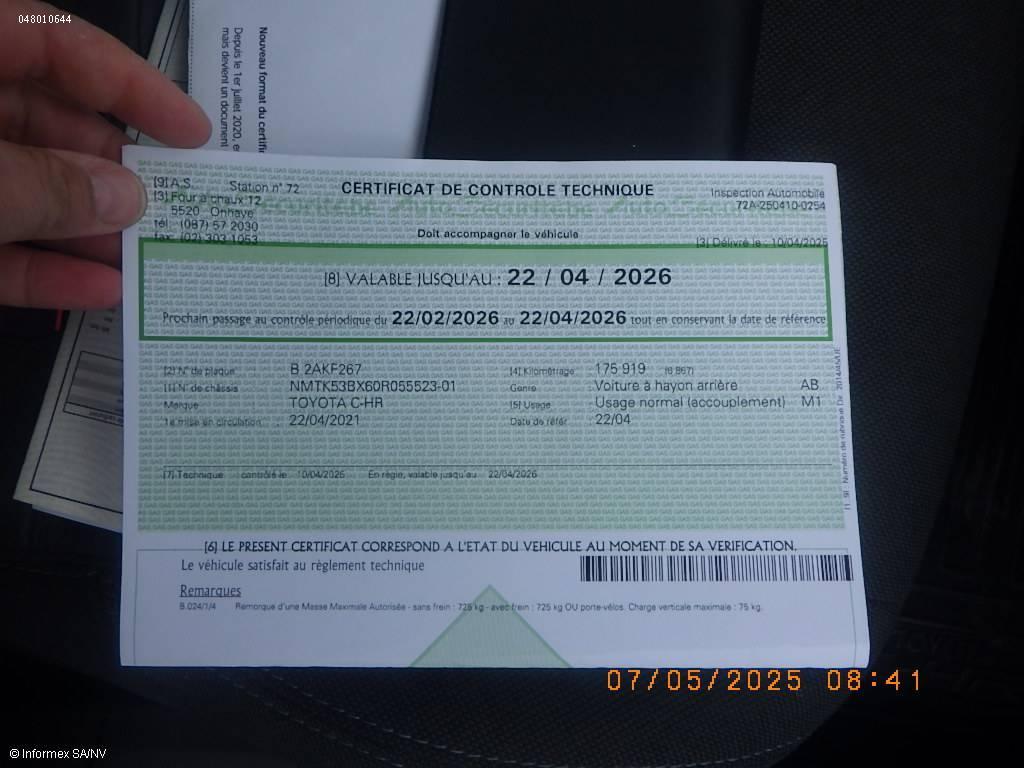 048010644
Nouveau format du certifi
Depuis le 1er juillet 2020, e
mais devient un document
[9] A.S. Station n° 72
[3] Four à chaux 12
5520 Onhaye
tél: (087) 57 2030
fax: (02) 303 1053
CERTIFICAT DE CONTROLE TECHNIQUE
Doit accompagner le véhicule
Inspection Automobile
72A-250410-0254
[3] Délivré le : 10/04/2025
[8] VALABLE JUSQU'AU : 22 / 04 / 2026
Prochain passage au contrôle périodique du 22/02/2026 au 22/04/2026 tout en conservant la date de référence
[2] N° de plaque B 2AKF267 [4] Kilométrage : 175 919 (6 867)
[1] N° de châssis NMTK53BX60R055523-01 Genre : Voiture à hayon arrière AB
Marque TOYOTA C-HR [5] Usage : Usage normal (accouplement) M1
1e mise en circulation : 22/04/2021 Date de référ : 22/04
[7] Technique contrôlé le 10/04/2025 En règle, valable jusqu'au 22/04/2026
[6] LE PRESENT CERTIFICAT CORRESPOND A L'ETAT DU VEHICULE AU MOMENT DE SA VERIFICATION.
Le véhicule satisfait au règlement technique
Remarques
B.024/1/4 Remorque d'une Masse Maximale Autorisée - sans frein : 725 kg - avec frein : 725 kg OU porte-vélos. Charge verticale maximale : 75 kg.
07/05/2025 08:41
© Informex SA/NV